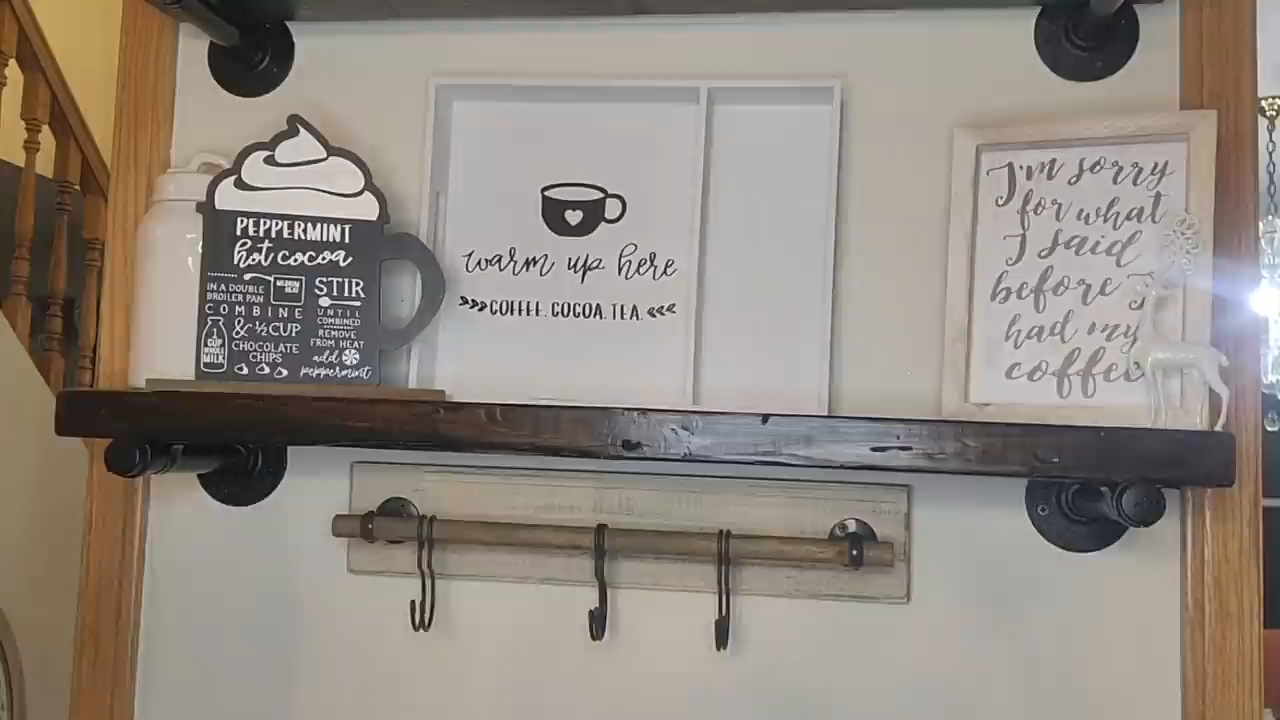 PEPPERMINT
hot cocoa
IN A DOUBLE
BROILER PAN
MEDIUM
HEAT
COMBINE
1
CUP
WHOLE
MILK
& ½ CUP
CHOCOLATE
CHIPS
STIR
UNTIL
COMBINED
REMOVE
FROM HEAT
add
peppermint
warm up here
COFFEE. COCOA. TEA.
I'm sorry
for what
I said
before I
had my
coffee